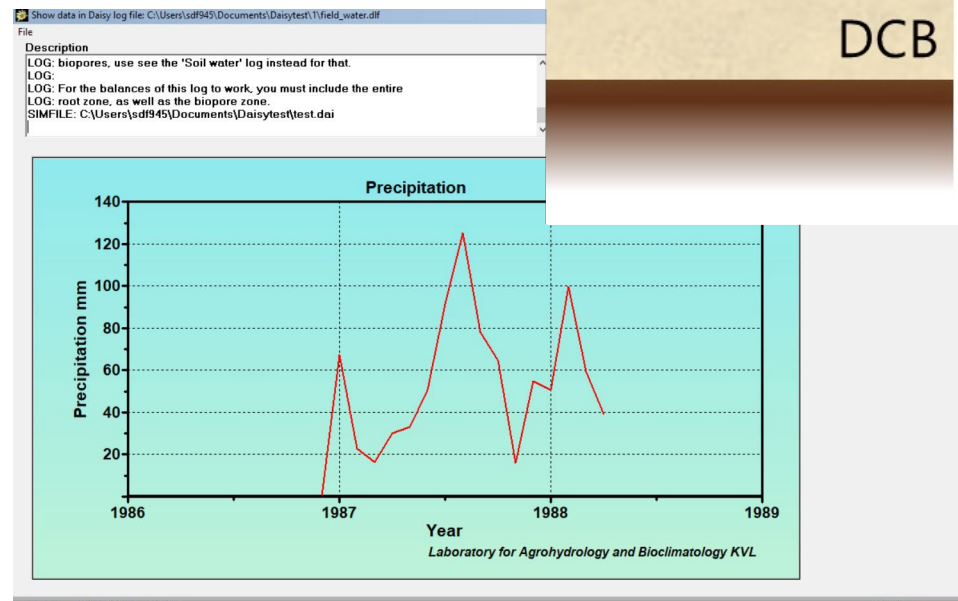 Show data in Daisy log file: C:\Users\sdf945\Documents\Daisytest\1\field_water.dlf
DCB
File
Description
LOG: biopores, use see the 'Soil water' log instead for that.
LOG:
LOG: For the balances of this log to work, you must include the entire
LOG: root zone, as well as the biopore zone.
SIMFILE: C:\Users\sdf945\Documents\Daisytest\test.dai
Precipitation
140
120
100
80
60
40
20
Precipitation mm
1986 1987 1988 1989
Year
Laboratory for Agrohydrology and Bioclimatology KVL